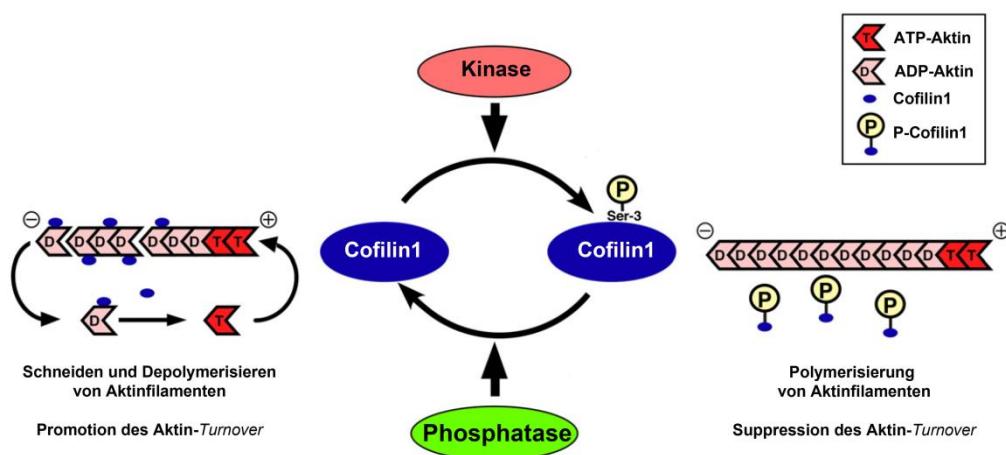 Kinase
T ATP-Aktin
D ADP-Aktin
Cofilin1
P P-Cofilin1
P
Ser-3
Cofilin1
Cofilin1
− +
D D D D D D D T T
D T
− +
D D D D D D D D D D T T
P P P
Schneiden und Depolymerisieren
von Aktinfilamenten
Promotion des Aktin-Turnover
Phosphatase
Polymerisierung
von Aktinfilamenten
Suppression des Aktin-Turnover